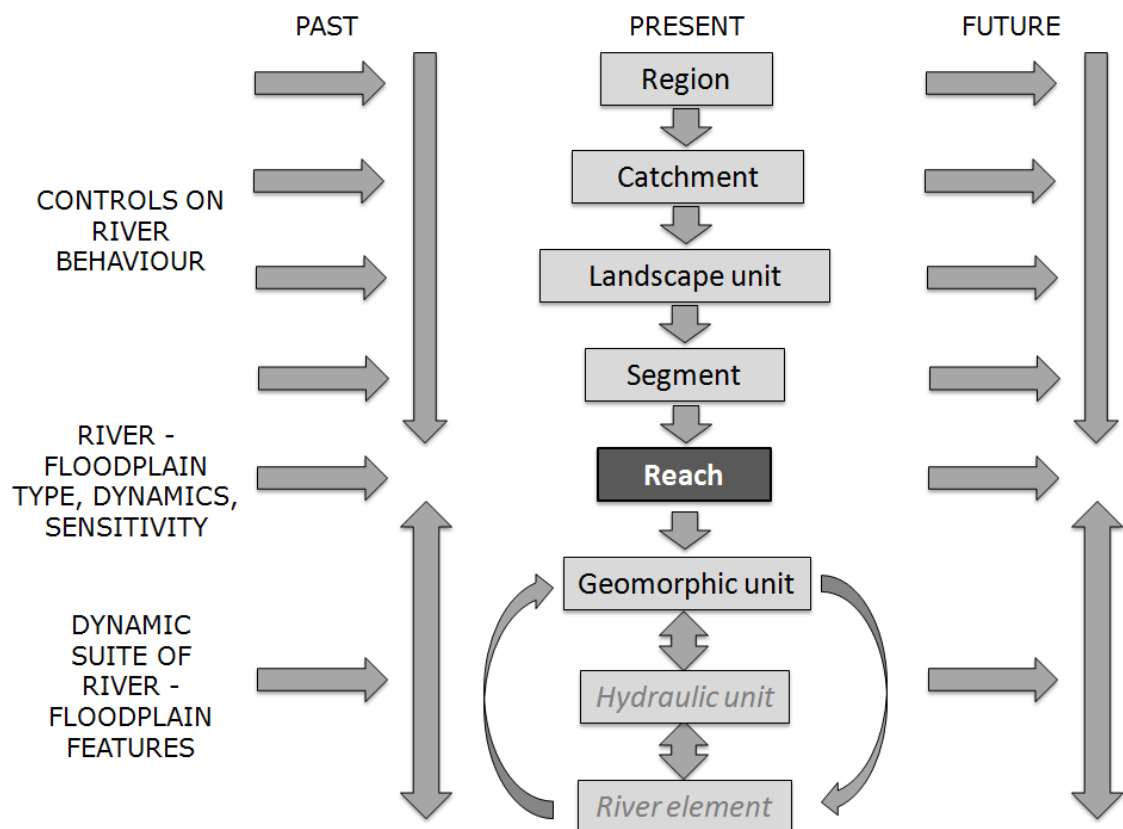 PAST
PRESENT
FUTURE
Region
Catchment
CONTROLS ON
RIVER
BEHAVIOUR
Landscape unit
Segment
RIVER -
FLOODPLAIN
TYPE, DYNAMICS,
SENSITIVITY
Reach
Geomorphic unit
DYNAMIC
SUITE OF
RIVER -
FLOODPLAIN
FEATURES
Hydraulic unit
River element